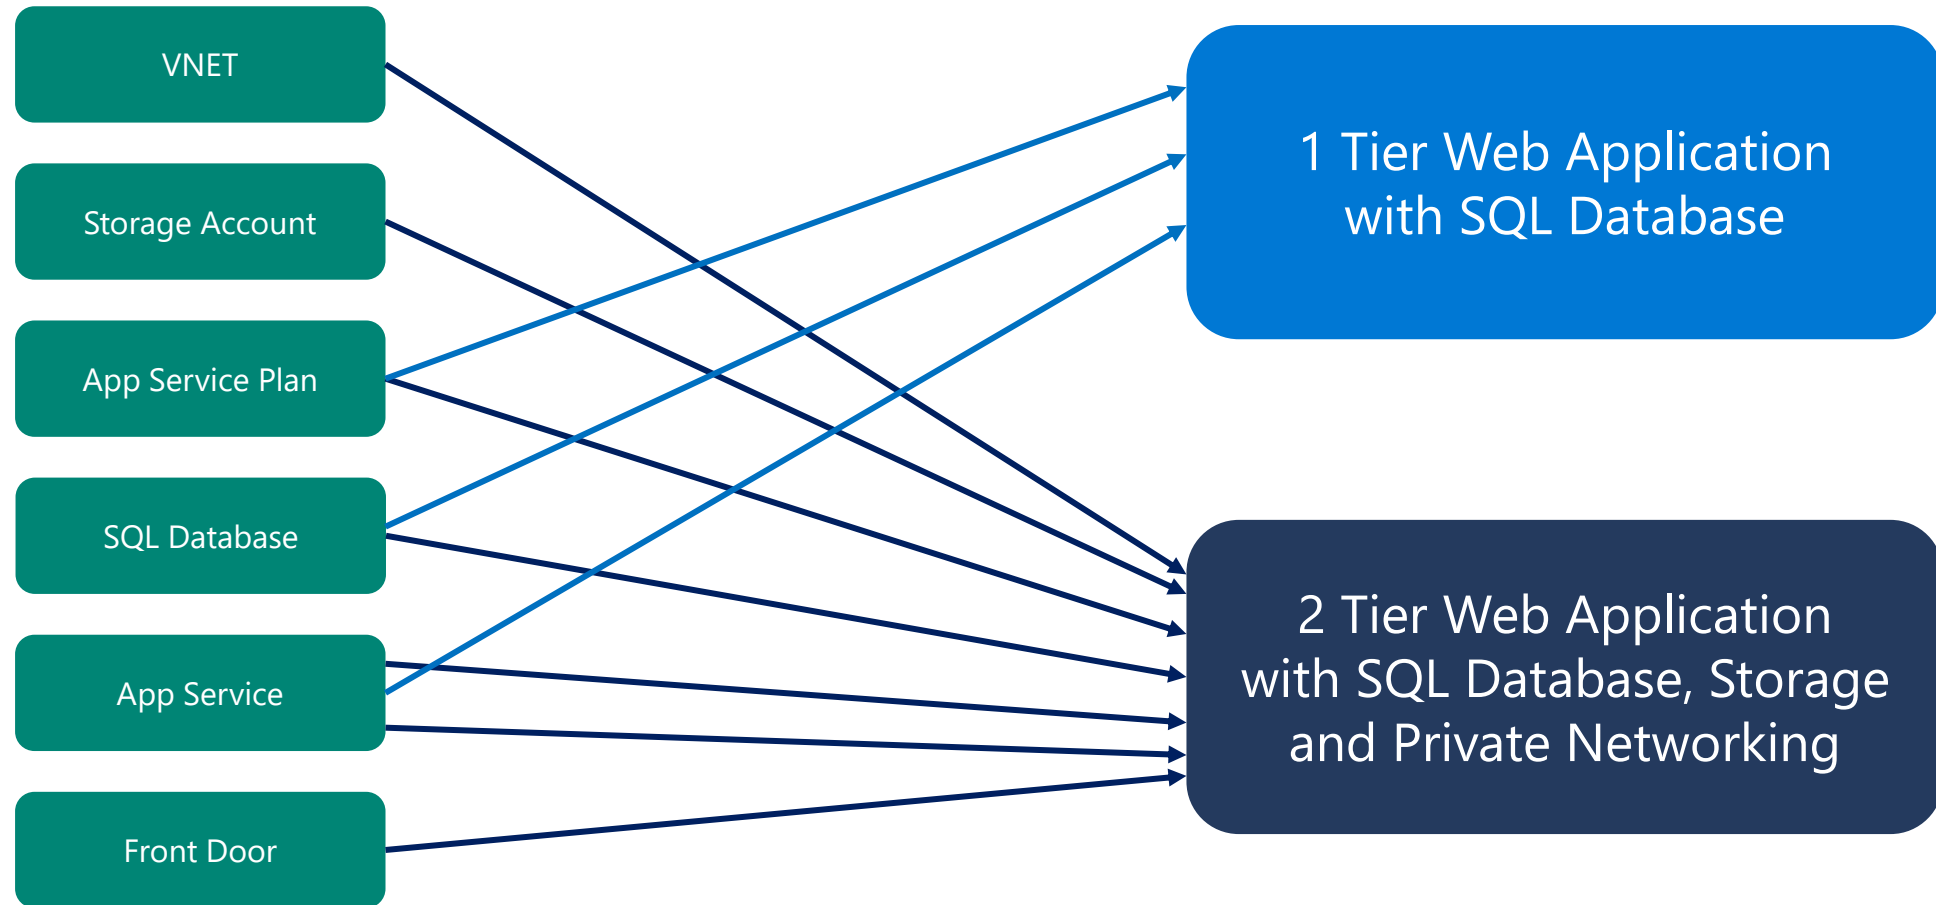 VNET
Storage Account
App Service Plan
SQL Database
App Service
Front Door
1 Tier Web Application
with SQL Database
2 Tier Web Application
with SQL Database, Storage
and Private Networking